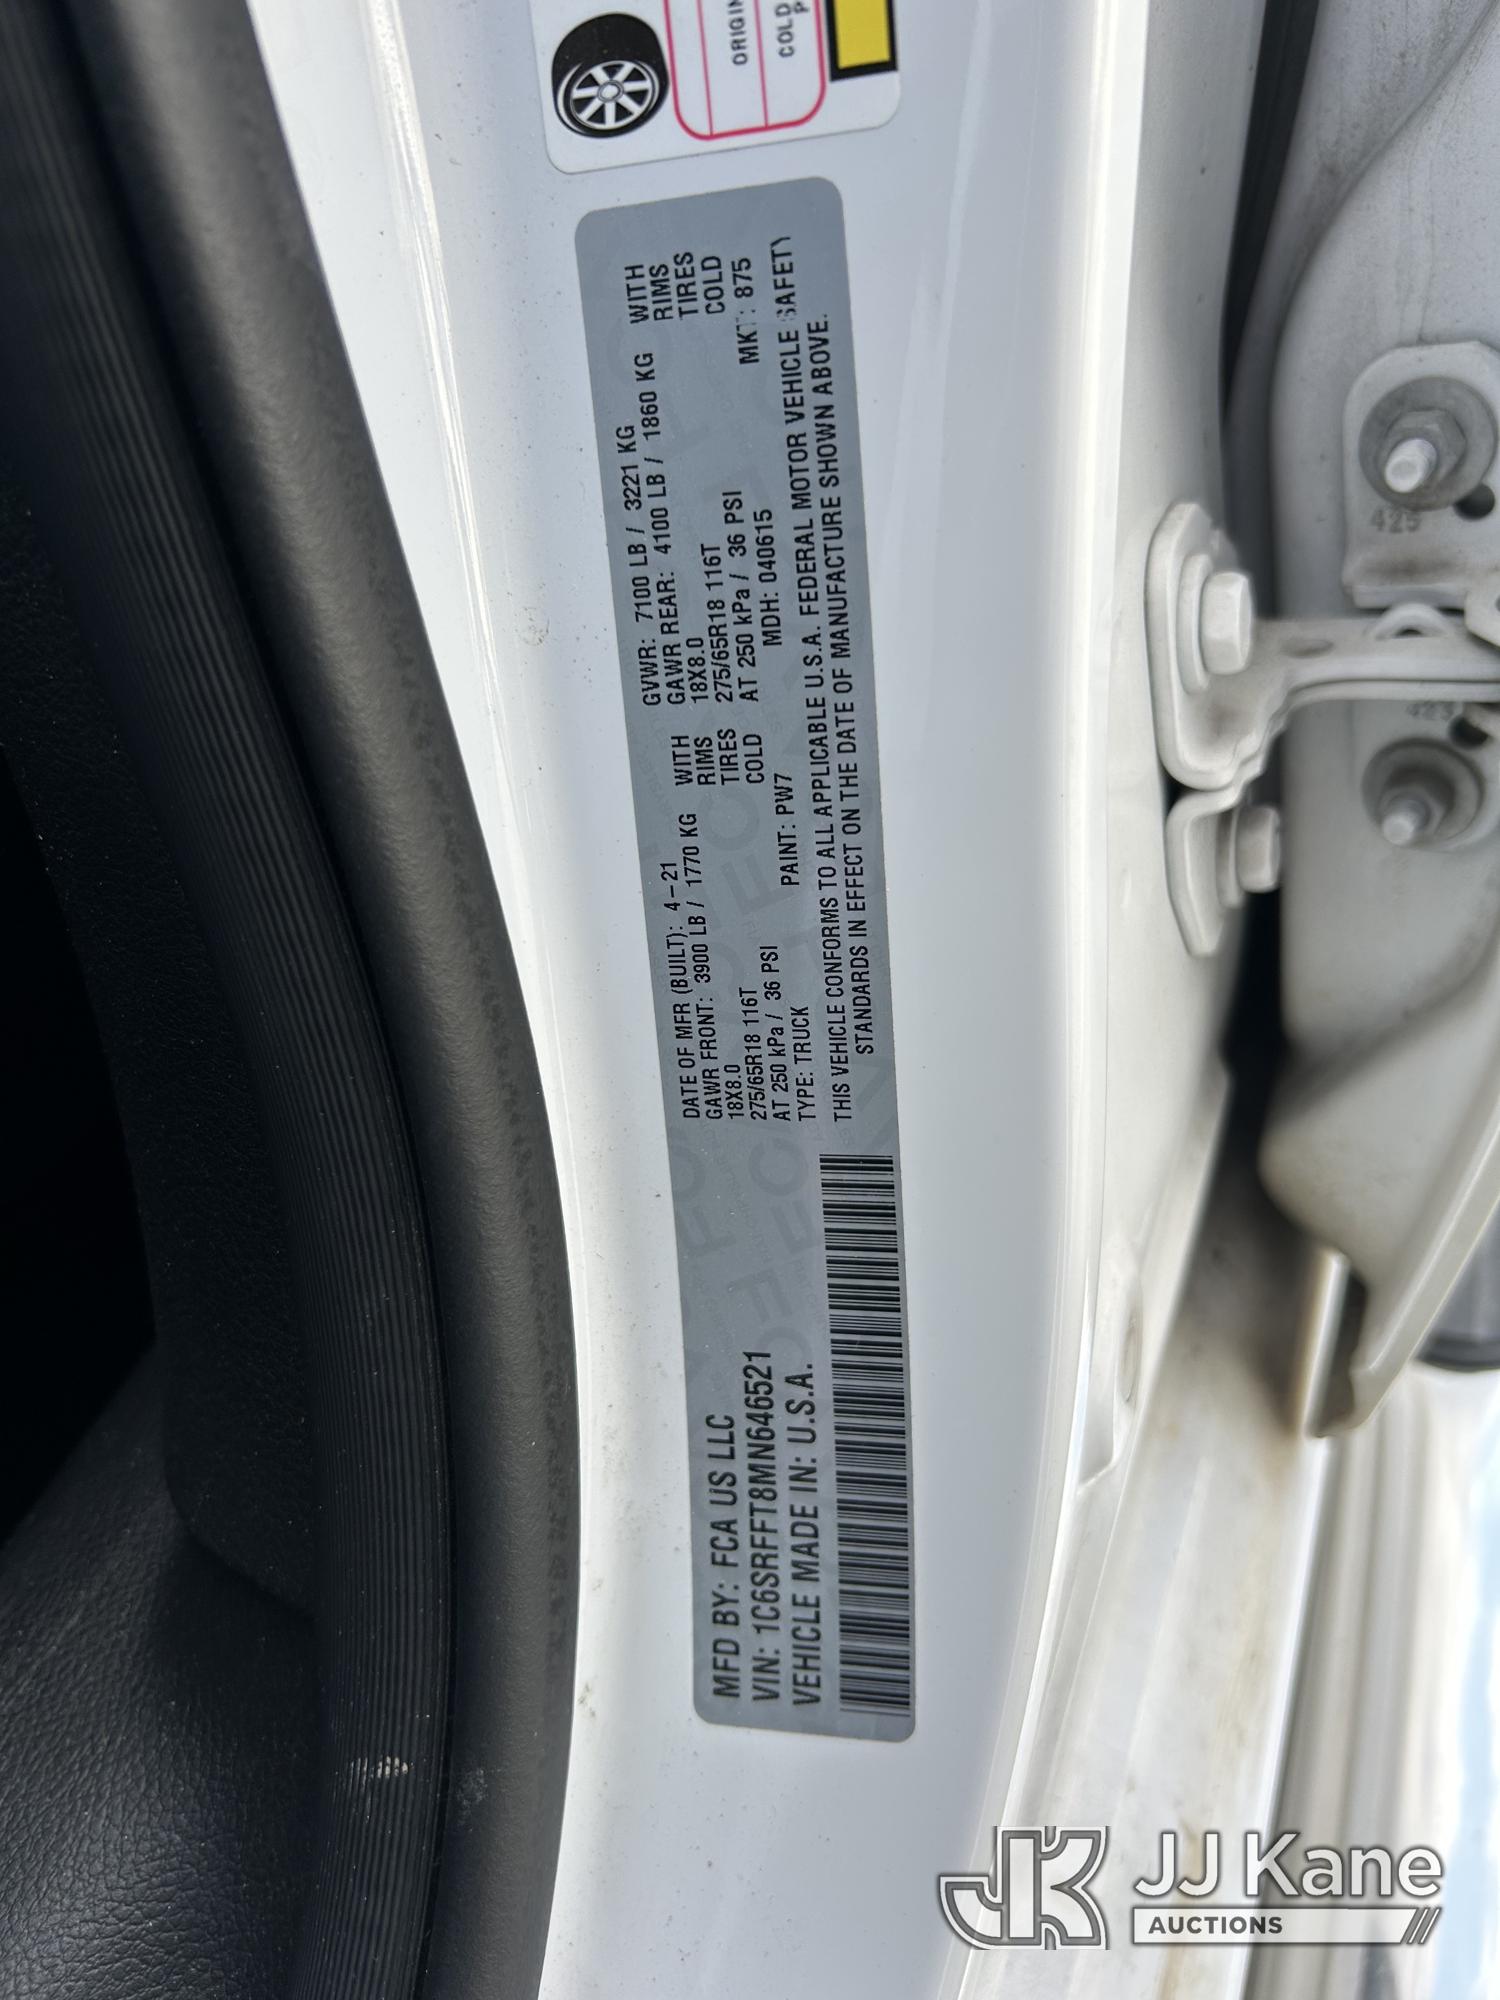 MFD BY: FCA US LLC
VIN: 1C6SRFFT8MN646521
VEHICLE MADE IN: U.S.A.
DATE OF MFR (BUILT): 4-21
GAWR FRONT: 3900 LB / 1770 KG WITH
18X8.0 RIMS
275/65R18 116T TIRES
AT 250 kPa / 36 PSI COLD
TYPE: TRUCK PAINT: PW7
GVWR: 7100 LB / 3221 KG
GAWR REAR: 4100 LB / 1860 KG WITH
18X8.0 RIMS
275/65R18 116T TIRES
AT 250 kPa / 36 PSI COLD
MDH: 040615 MKT: 875
THIS VEHICLE CONFORMS TO ALL APPLICABLE U.S.A. FEDERAL MOTOR VEHICLE SAFETY
STANDARDS IN EFFECT ON THE DATE OF MANUFACTURE SHOWN ABOVE.
COLD
425
423
JK JJ Kane
AUCTIONS